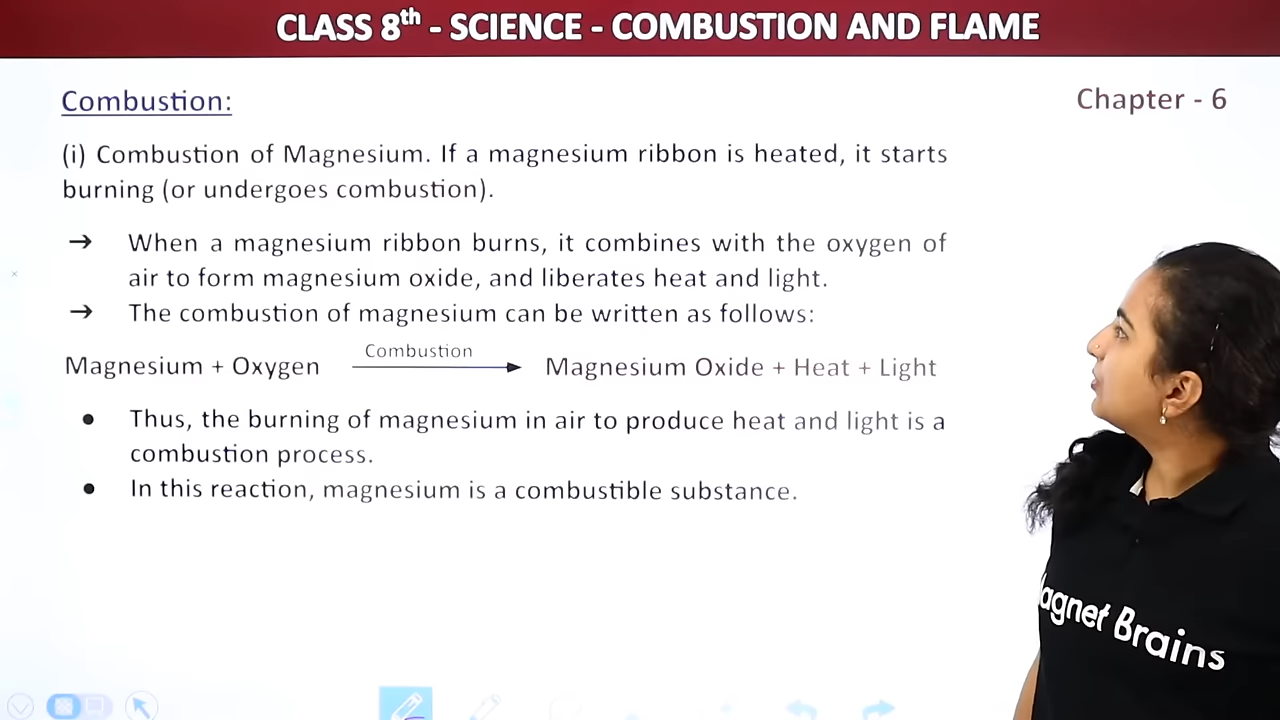 CLASS 8th - SCIENCE - COMBUSTION AND FLAME
Combustion:
Chapter - 6
(i) Combustion of Magnesium. If a magnesium ribbon is heated, it starts
burning (or undergoes combustion).
→ When a magnesium ribbon burns, it combines with the oxygen of
air to form magnesium oxide, and liberates heat and light.
→ The combustion of magnesium can be written as follows:
Combustion
Magnesium + Oxygen → Magnesium Oxide + Heat + Light
● Thus, the burning of magnesium in air to produce heat and light is a
combustion process.
● In this reaction, magnesium is a combustible substance.
Magnet Brains